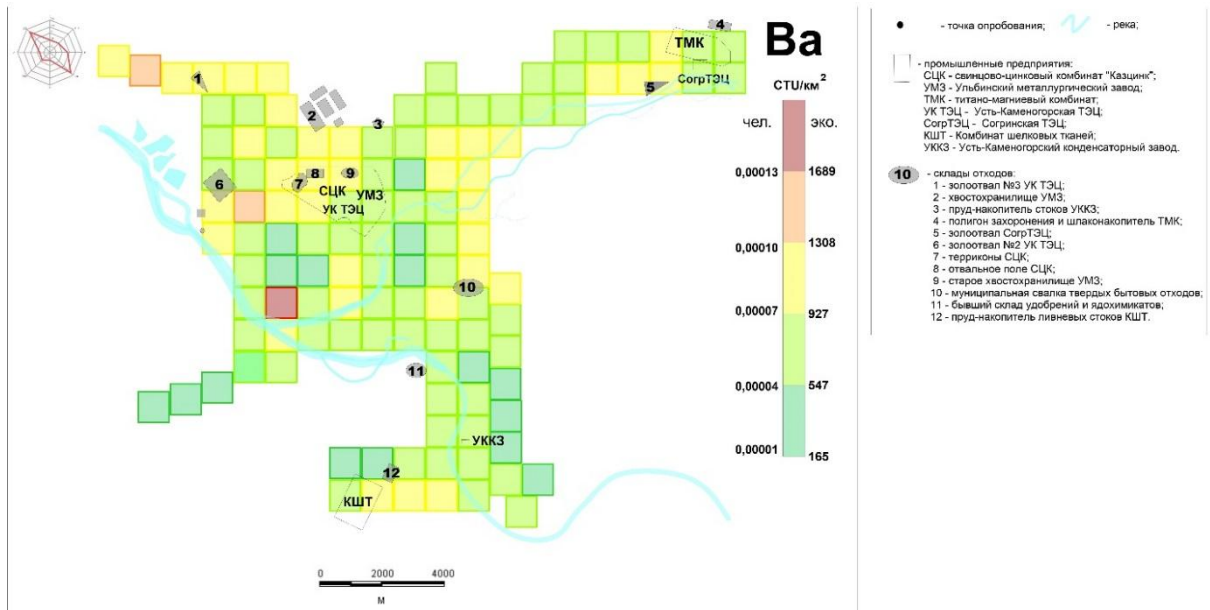 4
ТМК
Ba
1
5
СогрТЭЦ
CTU/км2
2
3
чел.
эко.
6
7
8
9
СЦК
УМЗ
УК ТЭЦ
0,00013
1689
0,00010
1308
10
0,00007
927
11
0,00004
547
УККЗ
0,00001
165
12
КШТ
0
2000
4000
м
- точка опробования;
- река;
- промышленные предприятия:
СЦК - свинцово-цинковый комбинат "Казцинк";
УМЗ - Ульбинский металлургический завод;
ТМК - титано-магниевый комбинат;
УК ТЭЦ - Усть-Каменогорская ТЭЦ;
СогрТЭЦ - Согринская ТЭЦ;
КШТ - Комбинат шелковых тканей;
УККЗ - Усть-Каменогорский конденсаторный завод.
10
- склады отходов:
1 - золоотвал №3 УК ТЭЦ;
2 - хвостохранилище УМЗ;
3 - пруд-накопитель стоков УККЗ;
4 - полигон захоронения и шлаконакопитель ТМК;
5 - золоотвал СогрТЭЦ;
6 - золоотвал №2 УК ТЭЦ;
7 - терриконы СЦК;
8 - отвальное поле СЦК;
9 - старое хвостохранилище УМЗ;
10 - муниципальная свалка твердых бытовых отходов;
11 - бывший склад удобрений и ядохимикатов;
12 - пруд-накопитель ливневых стоков КШТ.